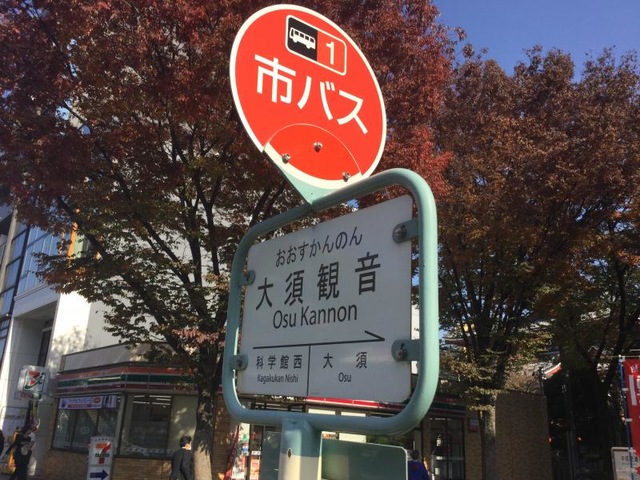 1
市バス
おおすかんのん
大須観音
Osu Kannon
科学館西
Kagakukan Nishi
大須
Osu